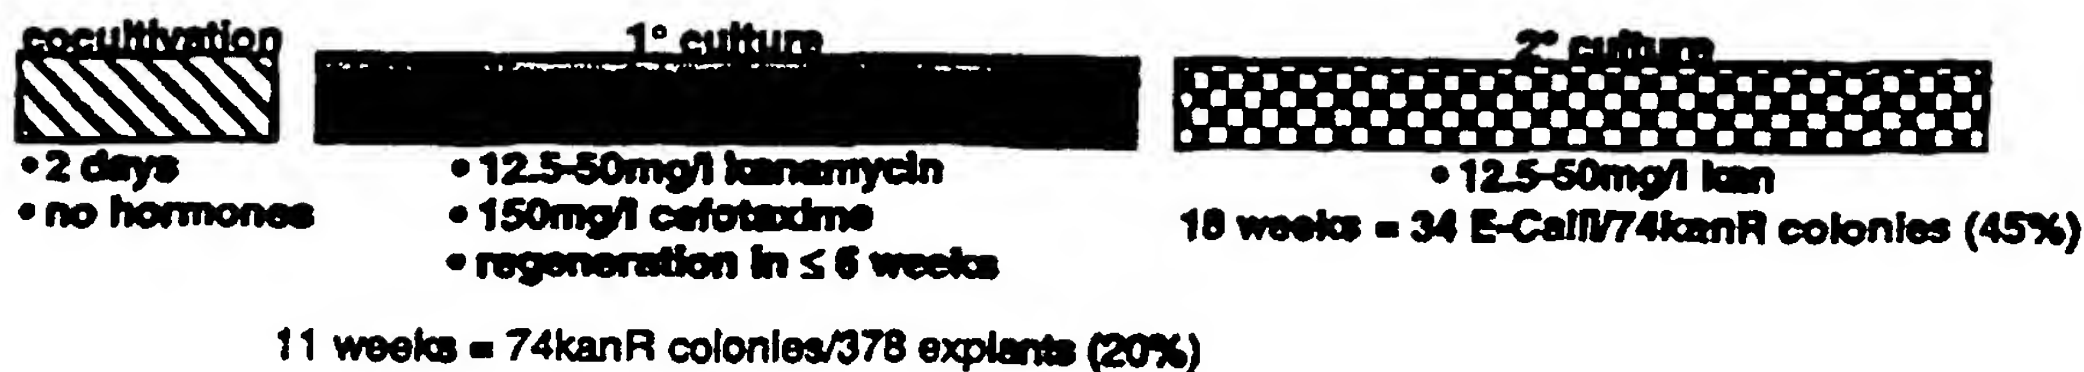 cocultivation
1° culture
2° culture
• 2 days
• no hormones
• 12.5-50mg/l kanamycin
• 150mg/l cefotaxime
• regeneration in ≤ 6 weeks
• 12.5-50mg/l kan
18 weeks = 34 E-Calli/74kanR colonies (45%)
11 weeks = 74kanR colonies/378 explants (20%)